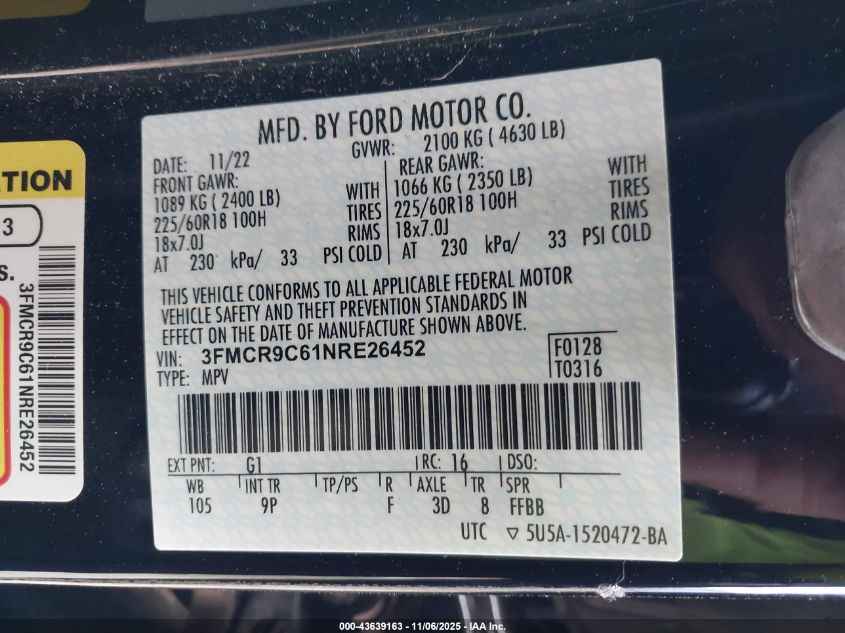 MFD. BY FORD MOTOR CO.
DATE: 11/22 GVWR: 2100 KG ( 4630 LB)
FRONT GAWR: REAR GAWR:
1089 KG ( 2400 LB) WITH 1066 KG ( 2350 LB) WITH
225/60R18 100H TIRES 225/60R18 100H TIRES
18x7.0J RIMS 18x7.0J RIMS
AT 230 kPa/ 33 PSI COLD AT 230 kPa/ 33 PSI COLD
THIS VEHICLE CONFORMS TO ALL APPLICABLE FEDERAL MOTOR
VEHICLE SAFETY AND THEFT PREVENTION STANDARDS IN
EFFECT ON THE DATE OF MANUFACTURE SHOWN ABOVE.
VIN: 3FMCR9C61NRE26452 F0128
TYPE: MPV T0316
EXT PNT: G1 RC: 16 DSO:
WB INT TR TP/PS R AXLE TR SPR
105 9P F 3D 8 FFBB
UTC ▽ 5U5A-1520472-BA
ATION
3
S.
3FMCR9C61NRE26452
000-43639163 - 11/06/2025 - IAA Inc.